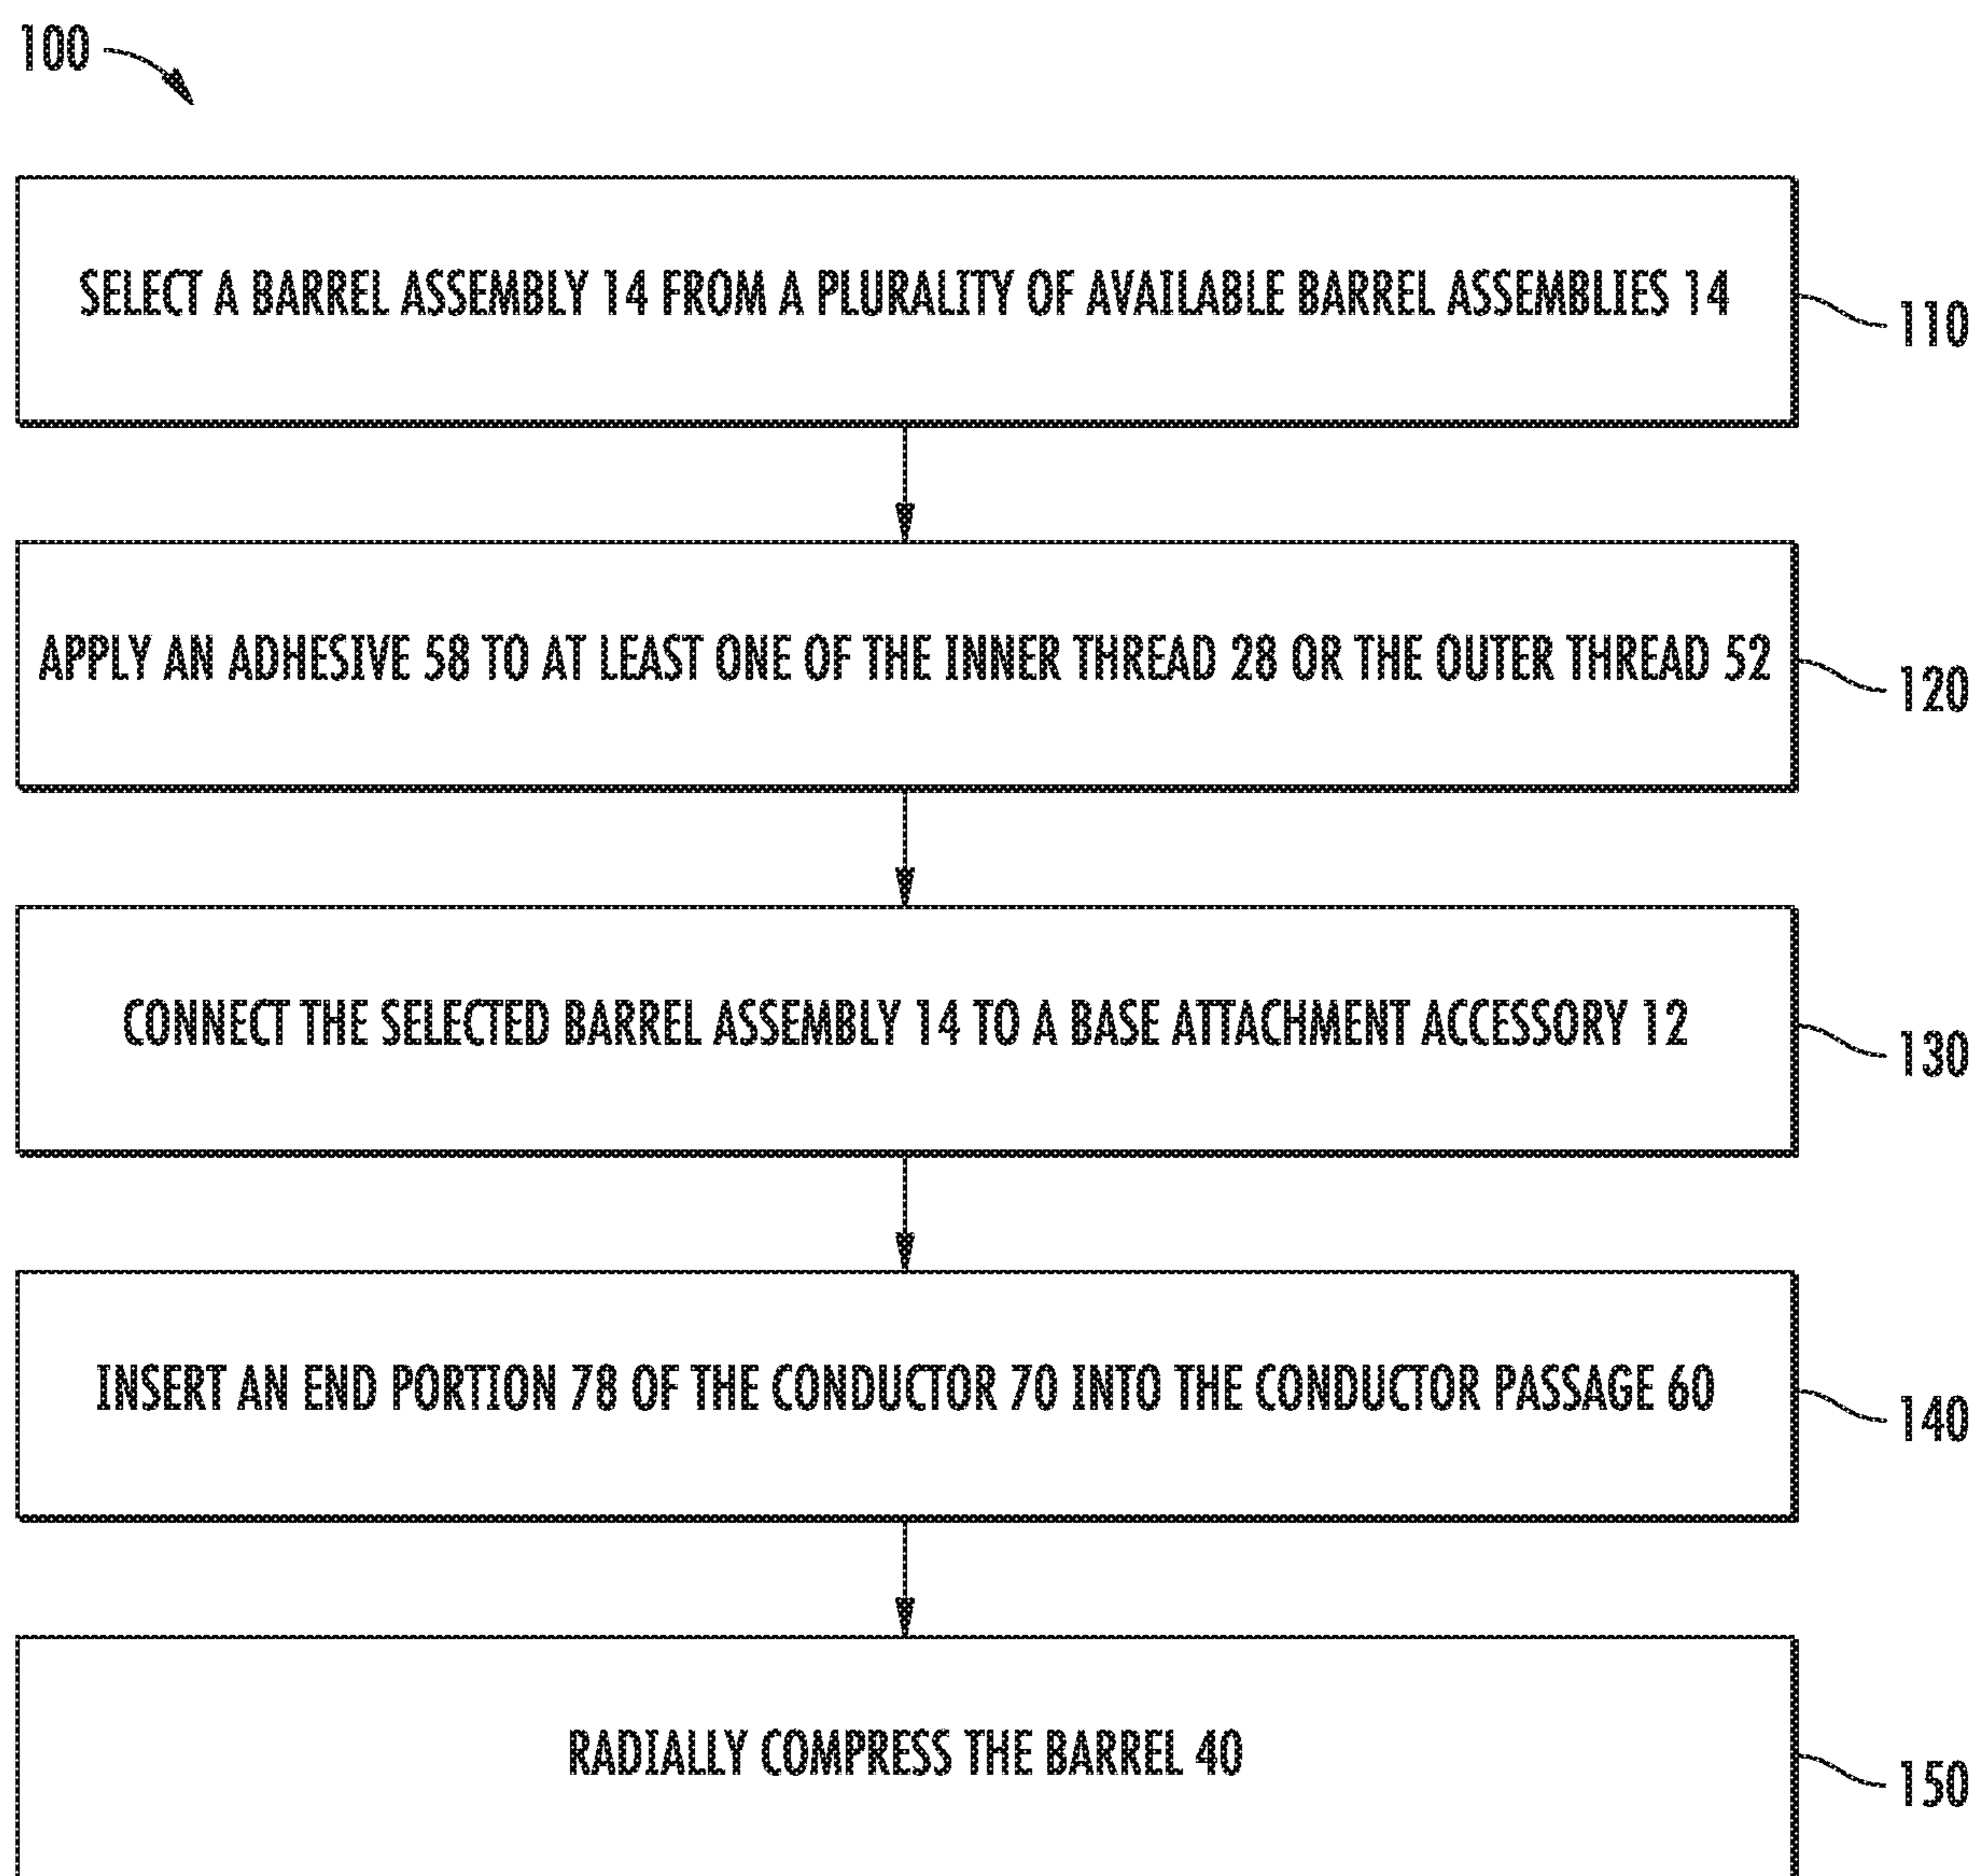 100
SELECT A BARREL ASSEMBLY 14 FROM A PLURALITY OF AVAILABLE BARREL ASSEMBLIES 14
110
APPLY AN ADHESIVE 58 TO AT LEAST ONE OF THE INNER THREAD 28 OR THE OUTER THREAD 52
120
CONNECT THE SELECTED BARREL ASSEMBLY 14 TO A BASE ATTACHMENT ACCESSORY 12
130
INSERT AN END PORTION 78 OF THE CONDUCTOR 70 INTO THE CONDUCTOR PASSAGE 60
140
RADIALLY COMPRESS THE BARREL 40
150